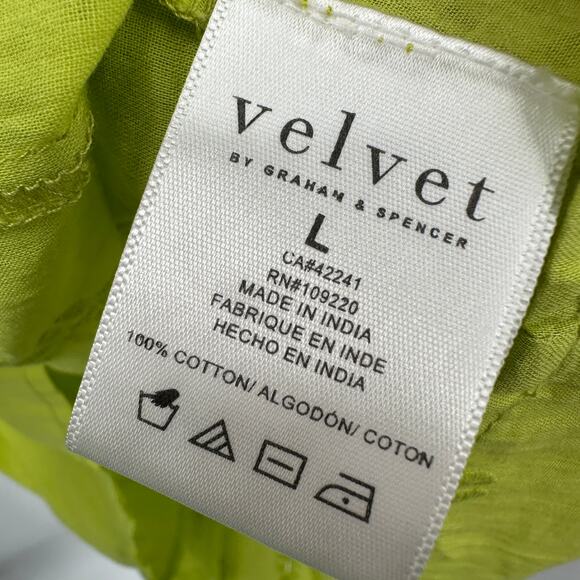 velvet
BY GRAHAM & SPENCER
L
CA#42241
RN#109220
MADE IN INDIA
FABRIQUE EN INDE
HECHO EN INDIA
100% COTTON/ ALGODÓN/ COTON